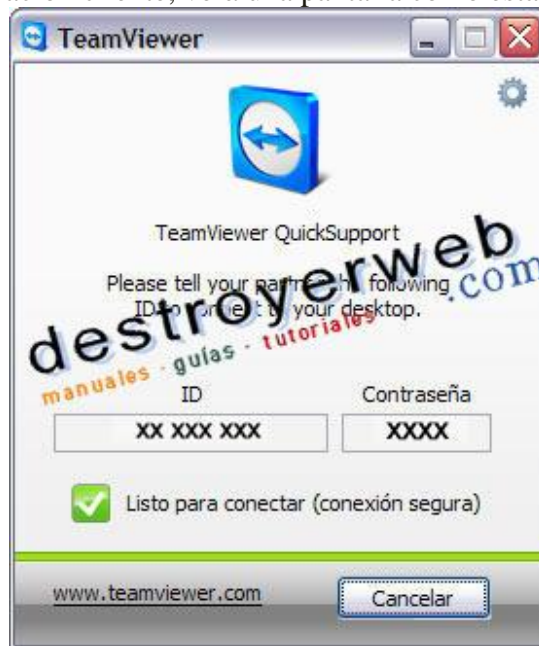 TeamViewer
TeamViewer QuickSupport
Please tell your partner the following
ID to connect to your desktop.
destroyerweb
.com
manuales · guías · tutoriales
ID Contraseña
XX XXX XXX XXXX
Listo para conectar (conexión segura)
www.teamviewer.com Cancelar